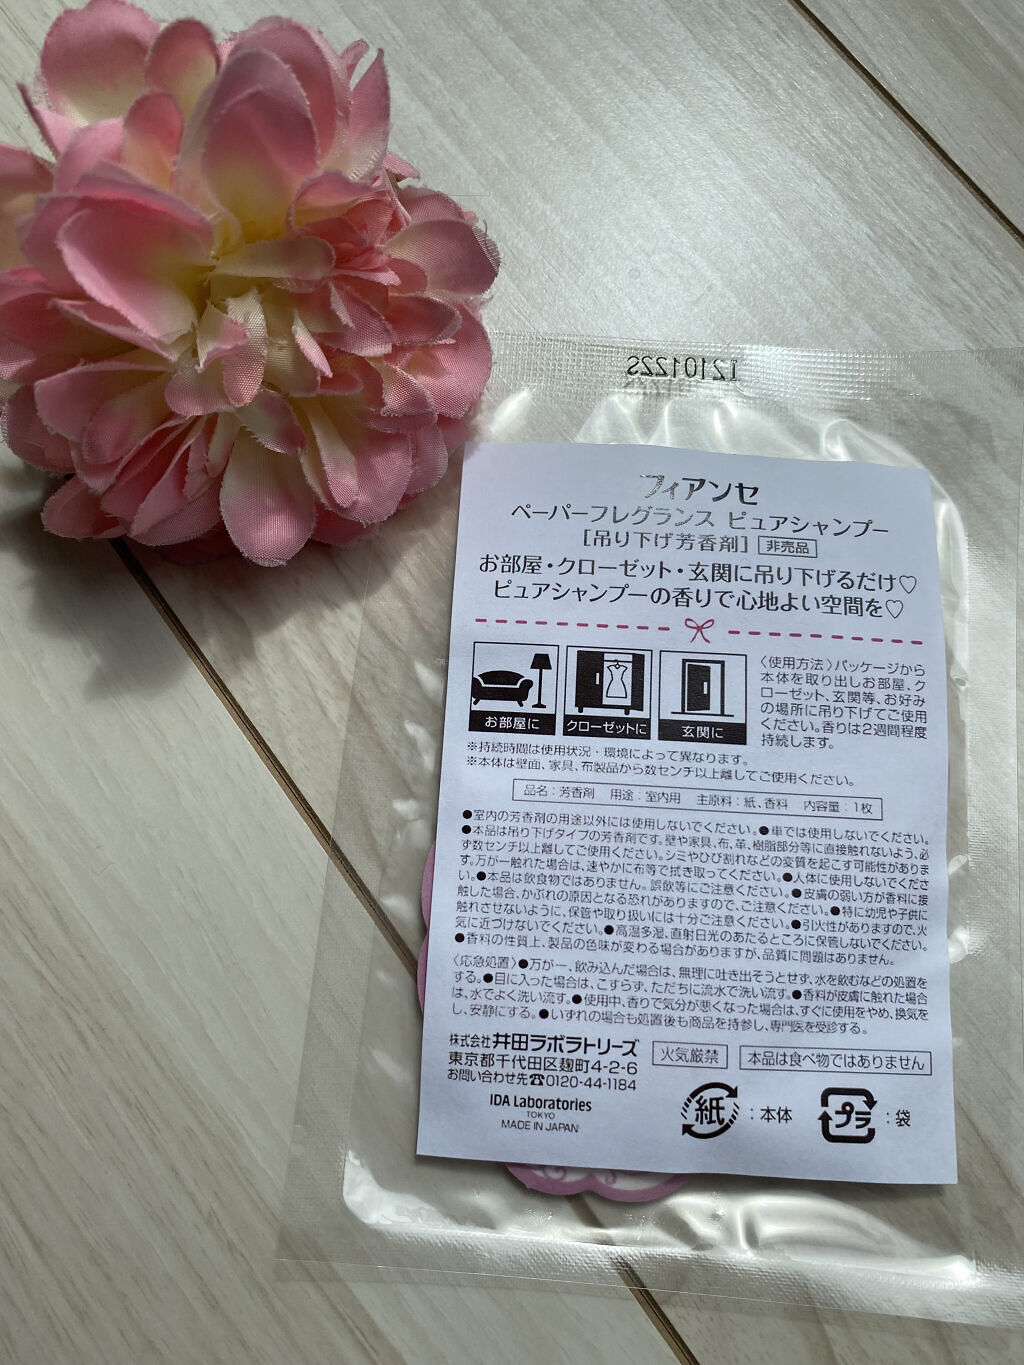 1210122S
フィアンセ
ペーパーフレグランス ピュアシャンプー
[吊り下げ芳香剤] 非売品
お部屋・クローゼット・玄関に吊り下げるだけ♡
ピュアシャンプーの香りで心地よい空間を♡
お部屋に
クローゼットに
玄関に
〈使用方法〉パッケージから
本体を取り出しお部屋、ク
ローゼット、玄関等、お好み
の場所に吊り下げてご使用
ください。香りは2週間程度
持続します。
※持続時間は使用状況・環境によって異なります。
※本体は壁面、家具、布製品から数センチ以上離してご使用ください。
品名：芳香剤 用途：室内用 主原料：紙、香料 内容量：1枚
●室内の芳香剤の用途以外には使用しないでください。●車では使用しないでください。
●本品は吊り下げタイプの芳香剤です。壁や家具、布、革、樹脂部分等に直接触れないよう、必
ず数センチ以上離してご使用ください。シミやひび割れなどの変質を起こす可能性がありま
す。万が一触れた場合は、速やかに布等で拭き取ってください。●人体に使用しないでくださ
い。●本品は飲食物ではありません。誤飲等にご注意ください。●皮膚の弱い方が香料に接
触した場合、かぶれの原因となる恐れがありますので、ご注意ください。●特に幼児や子供に
触れさせないように、保管や取り扱いには十分ご注意ください。●引火性がありますので、火
気に近づけないでください。●高温多湿、直射日光のあたるところに保管しないでください。
●香料の性質上、製品の色味が変わる場合がありますが、品質に問題はありません。
〈応急処置〉●万が一、飲み込んだ場合は、無理に吐き出そうとせず、水を飲むなどの処置を
する。●目に入った場合は、こすらず、ただちに流水で洗い流す。●香料が皮膚に触れた場合
は、水でよく洗い流す。●使用中、香りで気分が悪くなった場合は、すぐに使用をやめ、換気を
し、安静にする。●いずれの場合も処置後も商品を持参し、専門医を受診する。
株式会社井田ラボラトリーズ
東京都千代田区麹町4-2-6
お問い合わせ先☎0120-44-1184
IDA Laboratories
TOKYO
MADE IN JAPAN
火気厳禁
本品は食べ物ではありません
紙：本体
プラ：袋